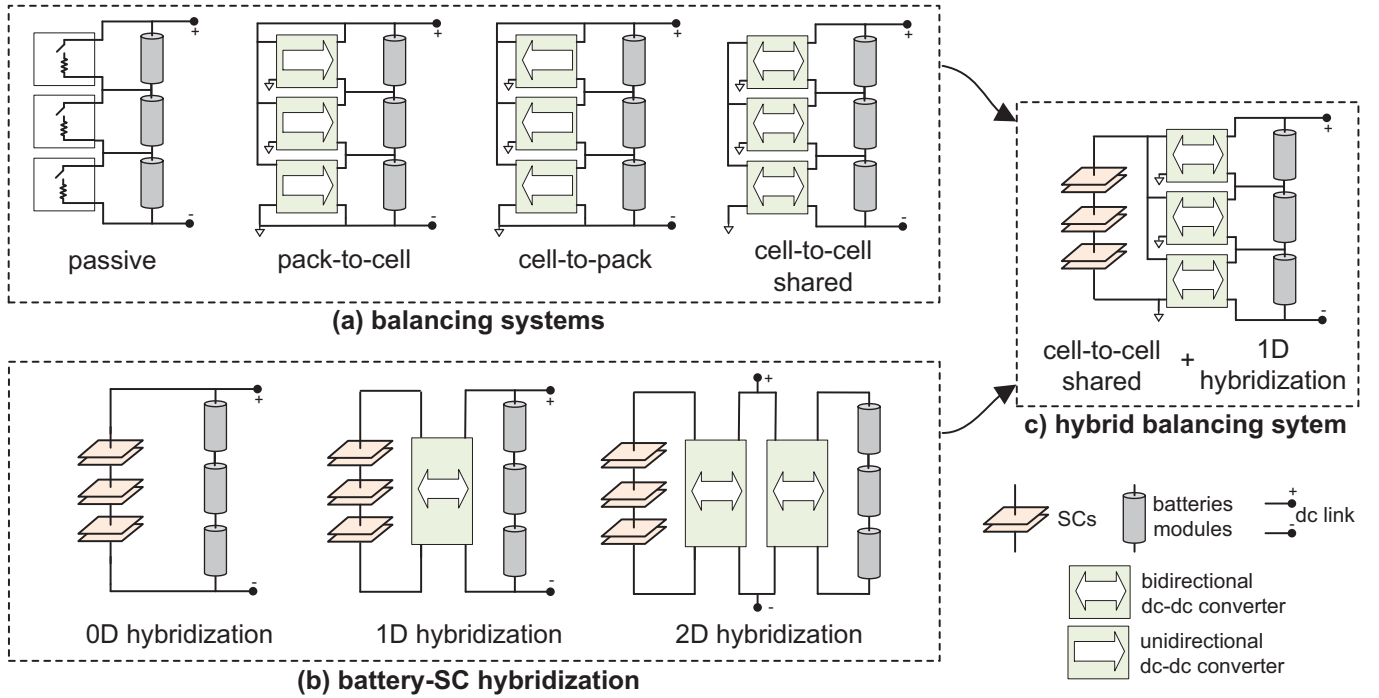 +
-
passive
+
-
pack-to-cell
+
-
cell-to-pack
+
-
cell-to-cell
shared
(a) balancing systems
+
-
0D hybridization
+
-
1D hybridization
+
-
2D hybridization
(b) battery-SC hybridization
+
-
cell-to-cell
shared
+
1D
hybridization
c) hybrid balancing sytem
SCs
batteries
modules
+
-
dc link
bidirectional
dc-dc converter
unidirectional
dc-dc converter